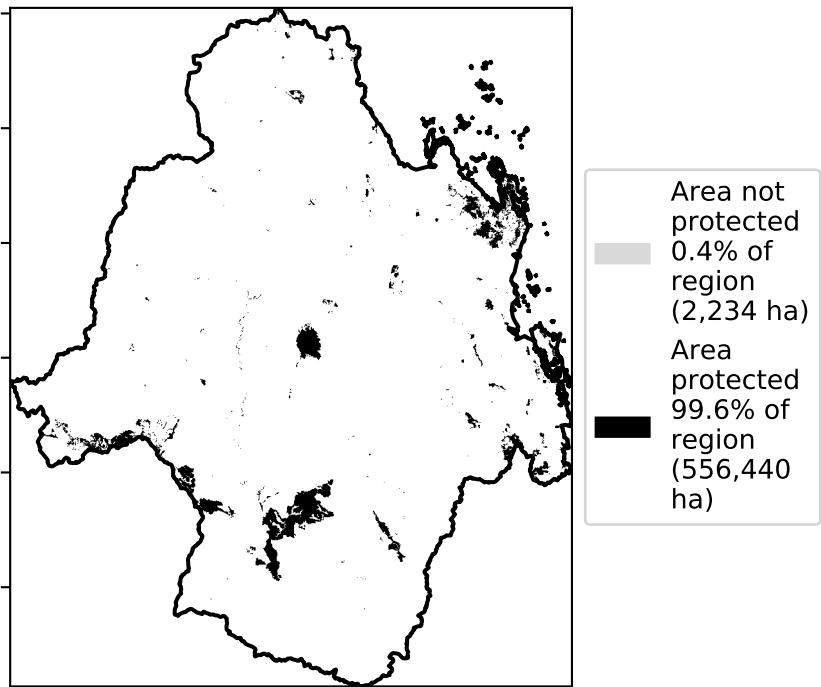 Area not
protected
0.4% of
region
(2,234 ha)
Area
protected
99.6% of
region
(556,440
ha)